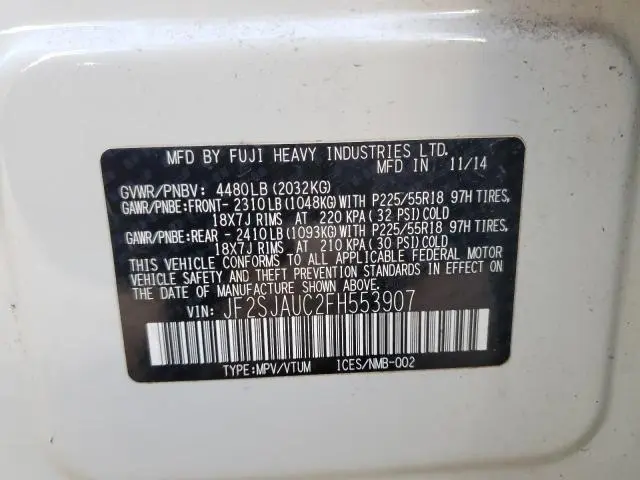 MFD BY FUJI HEAVY INDUSTRIES LTD.
MFD IN 11/14
GVWR/PNBV: 4480LB(2032KG)
GAWR/PNBE:FRONT- 2310LB(1048KG)WITH P225/55R18 97H TIRES,
18X7J RIMS AT 220 KPA(32 PSI)COLD
GAWR/PNBE:REAR - 2410LB(1093KG)WITH P225/55R18 97H TIRES,
18X7J RIMS AT 210 KPA(30 PSI)COLD
THIS VEHICLE CONFORMS TO ALL APPLICABLE FEDERAL MOTOR
VEHICLE SAFETY AND THEFT PREVENTION STANDARDS IN EFFECT ON
THE DATE OF MANUFACTURE SHOWN ABOVE.
VIN: JF2SJAUC2FH553907
TYPE:MPV/VTUM ICES/NMB-002